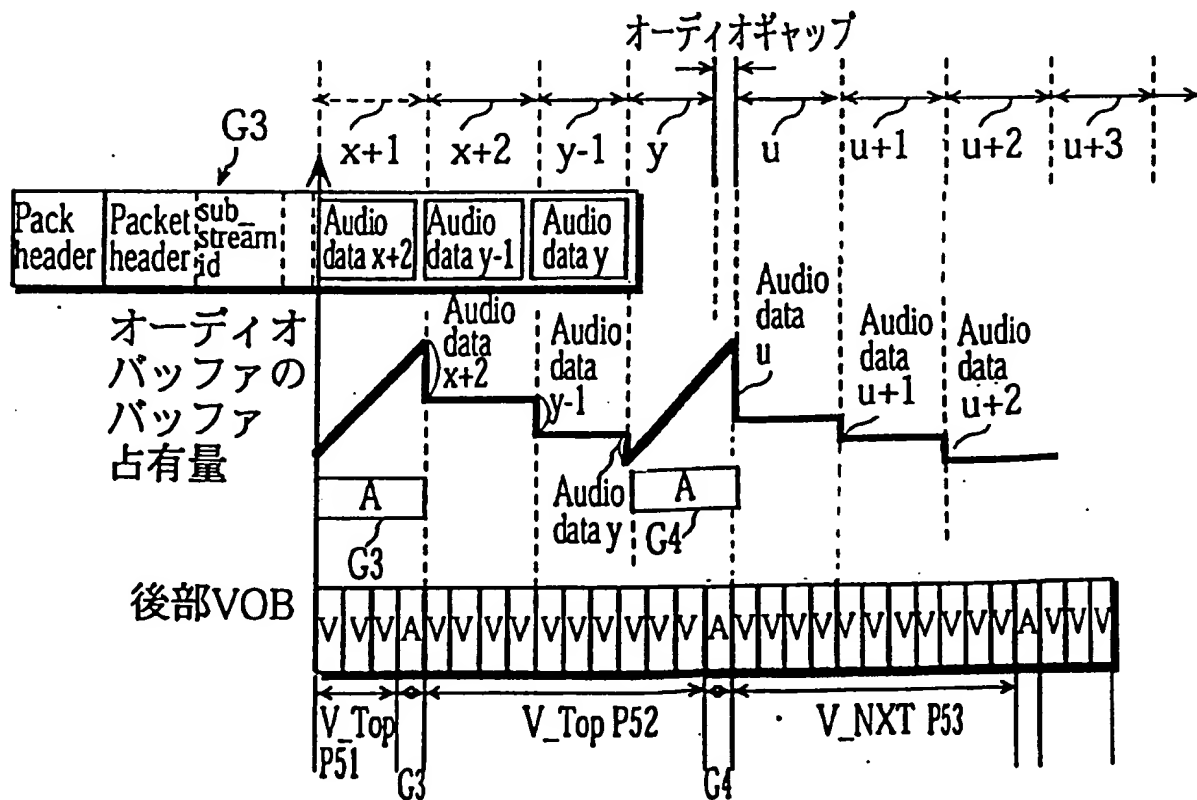 オーディオギャップ
x+1 x+2 y-1 y u u+1 u+2 u+3
G3
Pack header
Packet header
sub_stream id
Audio data x+2
Audio data y-1
Audio data y
オーディオ
バッファの
バッファ
占有量
Audio data x+2
Audio data y-1
Audio data y
Audio data u
Audio data u+1
Audio data u+2
A
G3
A
G4
後部VOB
V V V A V V V V V V V V V V A V V V V V V V V V V V A V V V
V_Top P51
G3
V_Top P52
G4
V_NXT P53